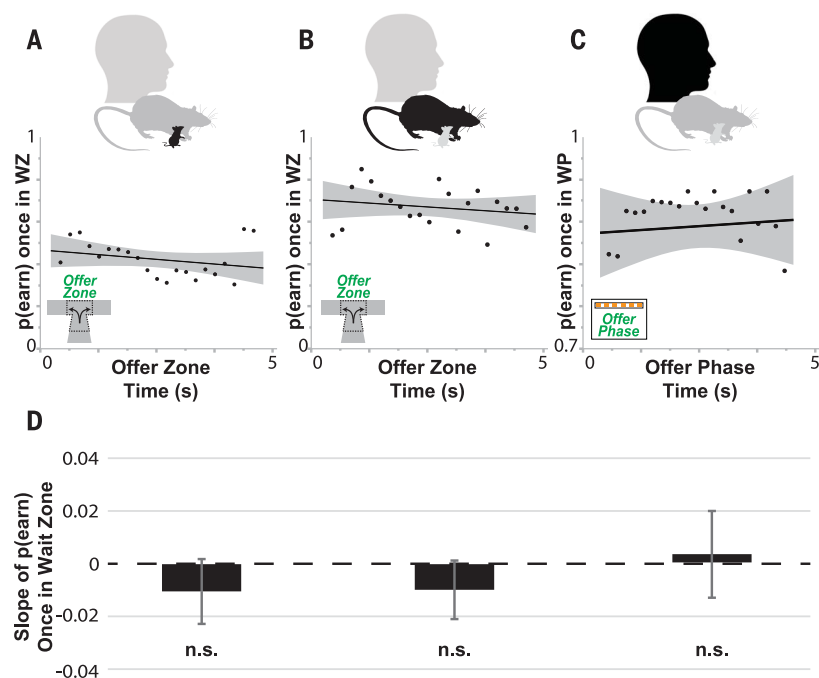 A
B
C
1
p(earn) once in WZ
0
Offer
Zone
0
5
Offer Zone
Time (s)
1
p(earn) once in WZ
0
Offer
Zone
0
5
Offer Zone
Time (s)
1
p(earn) once in WP
0.7
Offer
Phase
0
5
Offer Phase
Time (s)
D
Slope of p(earn)
Once in Wait Zone
0.04
0.02
0
-0.02
-0.04
n.s.
n.s.
n.s.